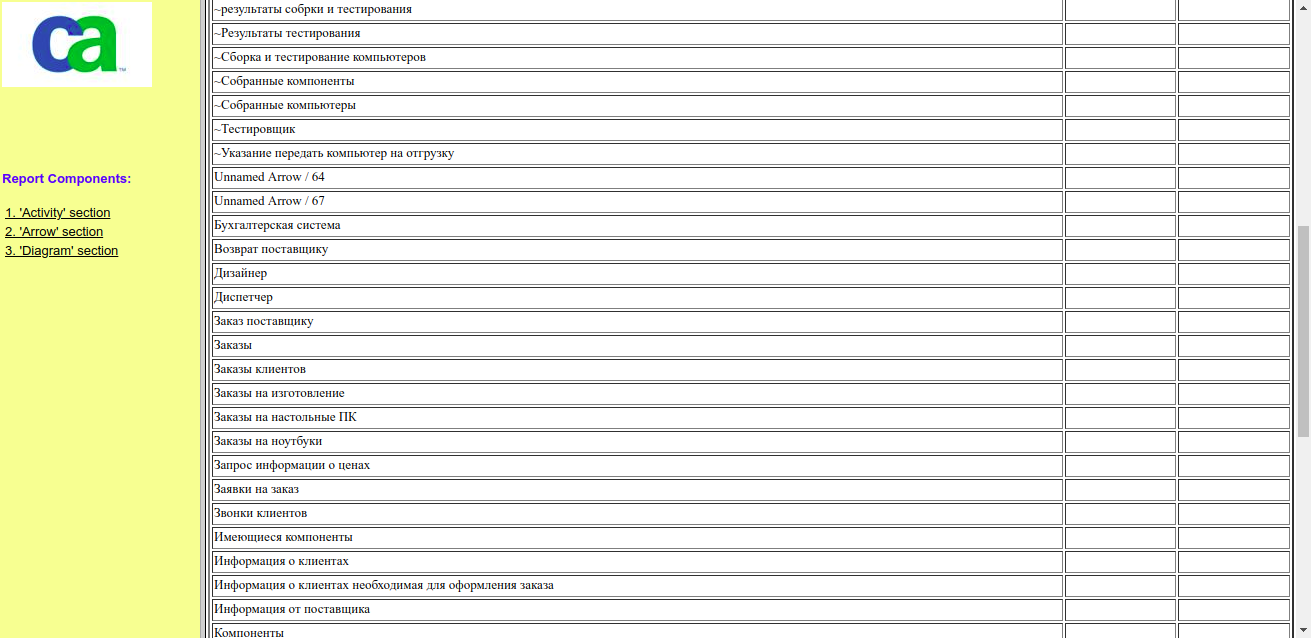 ca
™
Report Components:
1. 'Activity' section
2. 'Arrow' section
3. 'Diagram' section
~результаты собрки и тестирования
~Результаты тестирования
~Сборка и тестирование компьютеров
~Собранные компоненты
~Собранные компьютеры
~Тестировщик
~Указание передать компьютер на отгрузку
Unnamed Arrow / 64
Unnamed Arrow / 67
Бухгалтерская система
Возврат поставщику
Дизайнер
Диспетчер
Заказ поставщику
Заказы
Заказы клиентов
Заказы на изготовление
Заказы на настольные ПК
Заказы на ноутбуки
Запрос информации о ценах
Заявки на заказ
Звонки клиентов
Имеющиеся компоненты
Информация о клиентах
Информация о клиентах необходимая для оформления заказа
Информация от поставщика
Компоненты